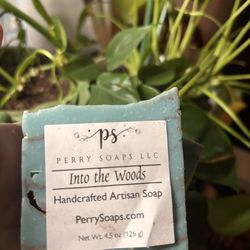 ps
PERRY SOAPS LLC
Into the Woods
Handcrafted Artisan Soap
PerrySoaps.com
Net Wt. 4.5 oz (126 g)